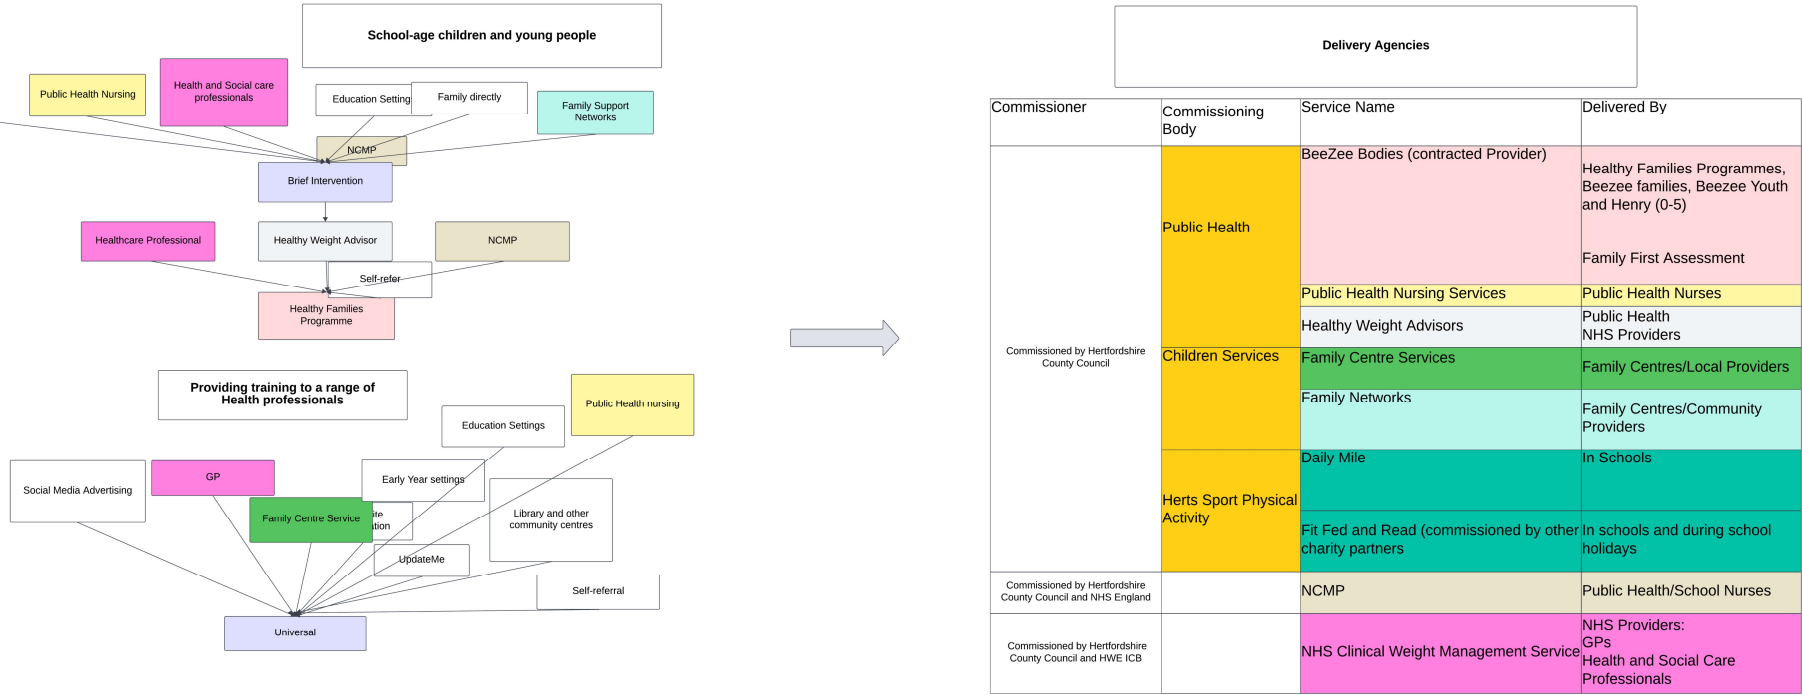 School-age children and young people
Public Health Nursing
Health and Social care
professionals
Education Setting
Family directly
Family Support
Networks
NCMP
Brief Intervention
Healthcare Professional
Healthy Weight Advisor
NCMP
Self-refer
Healthy Families
Programme
Providing training to a range of
Health professionals
Public Health nursing
Education Settings
Social Media Advertising
GP
Early Year settings
Family Centre Service
Library and other
community centres
UpdateMe
Self-referral
Universal
Delivery Agencies
Commissioner
Commissioning
Body
Service Name
Delivered By
Commissioned by Hertfordshire
County Council
Public Health
BeeZee Bodies (contracted Provider)
Healthy Families Programmes,
Beezee families, Beezee Youth
and Henry (0-5)
Family First Assessment
Public Health Nursing Services
Public Health Nurses
Healthy Weight Advisors
Public Health
NHS Providers
Children Services
Family Centre Services
Family Centres/Local Providers
Family Networks
Family Centres/Community
Providers
Herts Sport Physical
Activity
Daily Mile
In Schools
Fit Fed and Read (commissioned by other
charity partners
In schools and during school
holidays
Commissioned by Hertfordshire
County Council and NHS England
NCMP
Public Health/School Nurses
Commissioned by Hertfordshire
County Council and HWE ICB
NHS Clinical Weight Management Service
NHS Providers:
GPs
Health and Social Care
Professionals